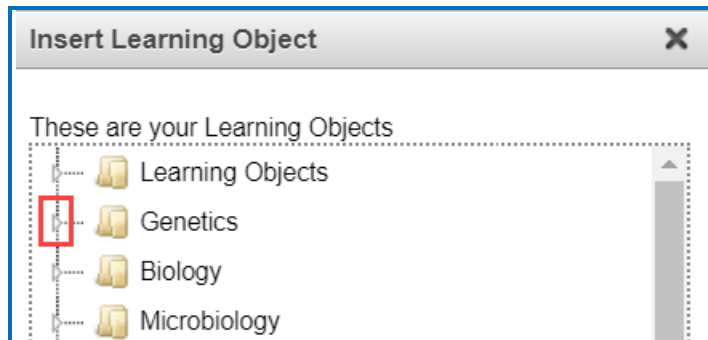 Insert Learning Object
These are your Learning Objects
Learning Objects
Genetics
Biology
Microbiology